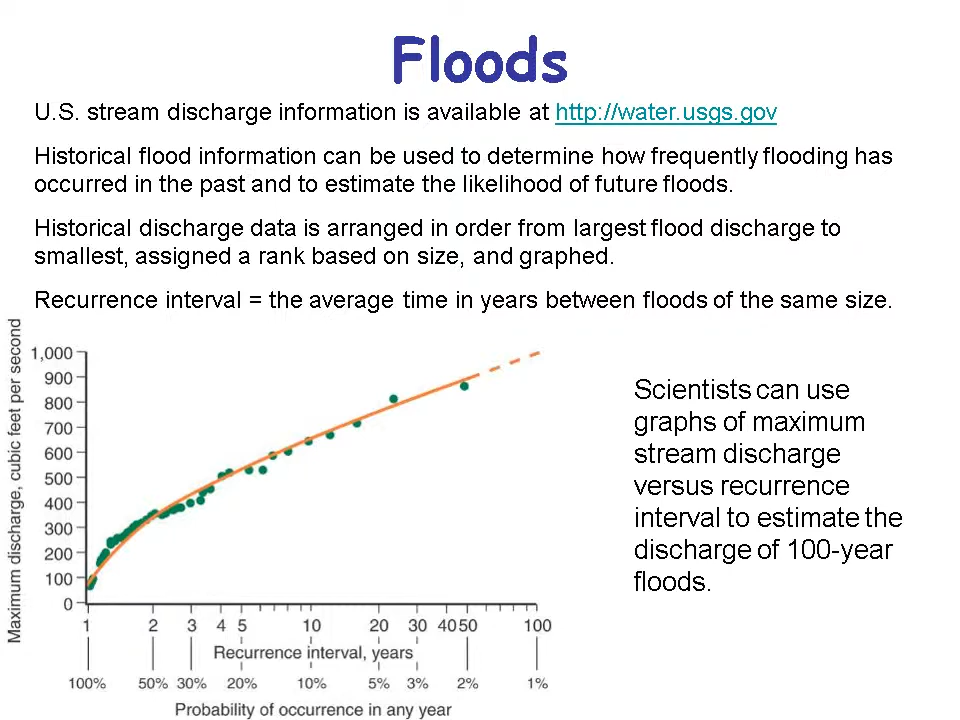 Floods
U.S. stream discharge information is available at http://water.usgs.gov
Historical flood information can be used to determine how frequently flooding has
occurred in the past and to estimate the likelihood of future floods.
Historical discharge data is arranged in order from largest flood discharge to
smallest, assigned a rank based on size, and graphed.
Recurrence interval = the average time in years between floods of the same size.
Maximum discharge, cubic feet per second
1,000
900
800
700
600
500
400
300
200
100
0
1 2 3 4 5 10 20 30 40 50 100
Recurrence interval, years
100% 50% 30% 20% 10% 5% 3% 2% 1%
Probability of occurrence in any year
Scientists can use
graphs of maximum
stream discharge
versus recurrence
interval to estimate the
discharge of 100-year
floods.